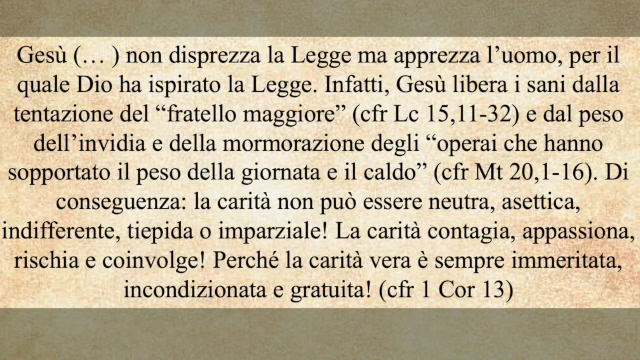 Gesù (… ) non disprezza la Legge ma apprezza l’uomo, per il
quale Dio ha ispirato la Legge. Infatti, Gesù libera i sani dalla
tentazione del “fratello maggiore” (cfr Lc 15,11-32) e dal peso
dell’invidia e della mormorazione degli “operai che hanno
sopportato il peso della giornata e il caldo” (cfr Mt 20,1-16). Di
conseguenza: la carità non può essere neutra, asettica,
indifferente, tiepida o imparziale! La carità contagia, appassiona,
rischia e coinvolge! Perché la carità vera è sempre immeritata,
incondizionata e gratuita! (cfr 1 Cor 13)